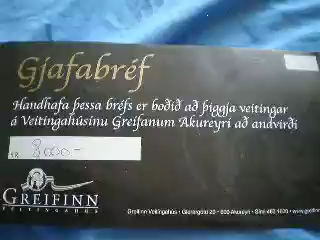 Gjafabréf
Handhafa þessa bréfs er boðið að þiggja veitingar
á Veitingahúsinu Greifanum Akureyri að andvirði
KR. 8000.-
GREIFINN
VEITINGAHÚS
Greifinn Veitingahús • Glerárgötu 20 • 600 Akureyri • Sími 460 1600 • www.greifinn